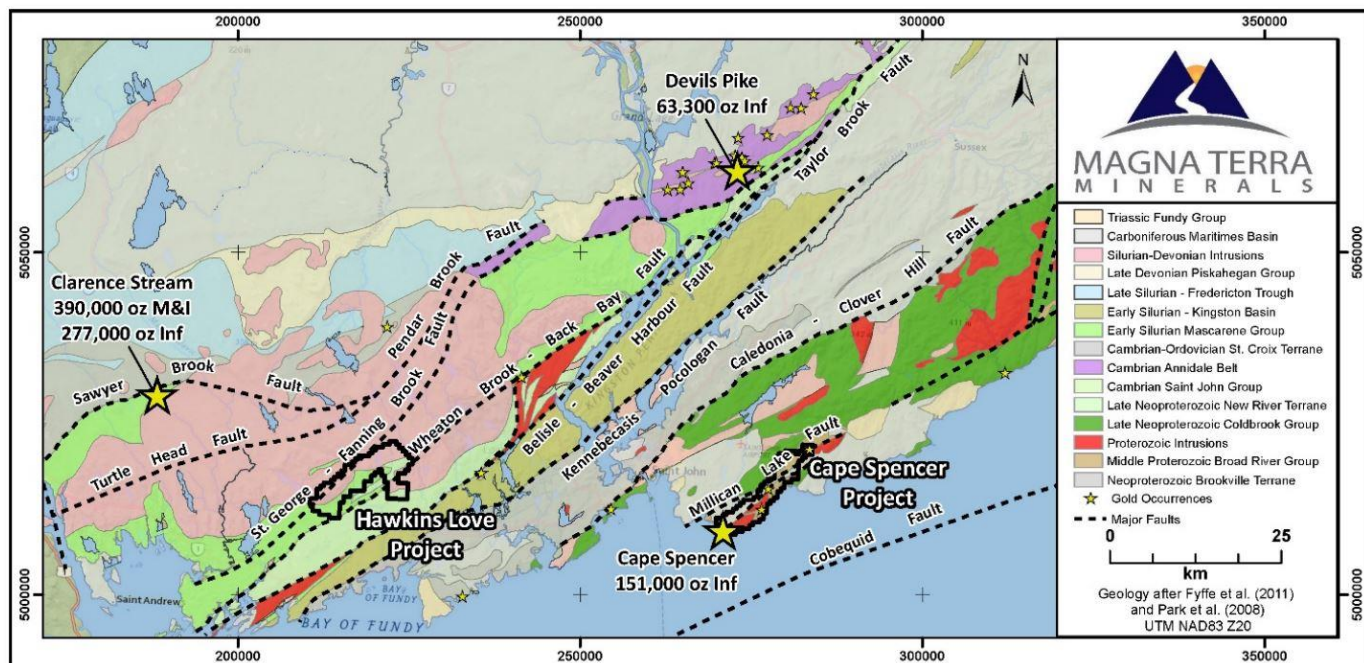 200000
250000
300000
350000
5050000
5000000
5050000
5000000
N
Devils Pike
63,300 oz Inf
Grand Lake
Sussex
Taylor Brook Fault
Clarence Stream
390,000 oz M&I
277,000 oz Inf
Sawyer Brook Fault
Pendar Brook Fault
Turtle Head Fault
St. George - Fanning Brook Fault
Wheaton Brook - Back Bay Fault
Belisle - Beaver Harbour Fault
Kennebecasis Pocologan Fault
Caledonia - Clover Hill Fault
Saint John
Millican Lake Fault
Cape Spencer
Project
Hawkins Love
Project
Cape Spencer
151,000 oz Inf
Cobequid Fault
Saint Andrew
BAY
OF FUNDY
BAY OF FUNDY
200000
250000
300000
350000
MAGNA TERRA
MINERALS
Triassic Fundy Group
Carboniferous Maritimes Basin
Silurian-Devonian Intrusions
Late Devonian Piskahegan Group
Late Silurian - Fredericton Trough
Early Silurian - Kingston Basin
Early Silurian Mascarene Group
Cambrian-Ordovician St. Croix Terrane
Cambrian Annidale Belt
Cambrian Saint John Group
Late Neoproterozoic New River Terrane
Late Neoproterozoic Coldbrook Group
Proterozoic Intrusions
Middle Proterozoic Broad River Group
Neoproterozoic Brookville Terrane
Gold Occurrences
Major Faults
0 25
km
Geology after Fyffe et al. (2011)
and Park et al. (2008)
UTM NAD83 Z20